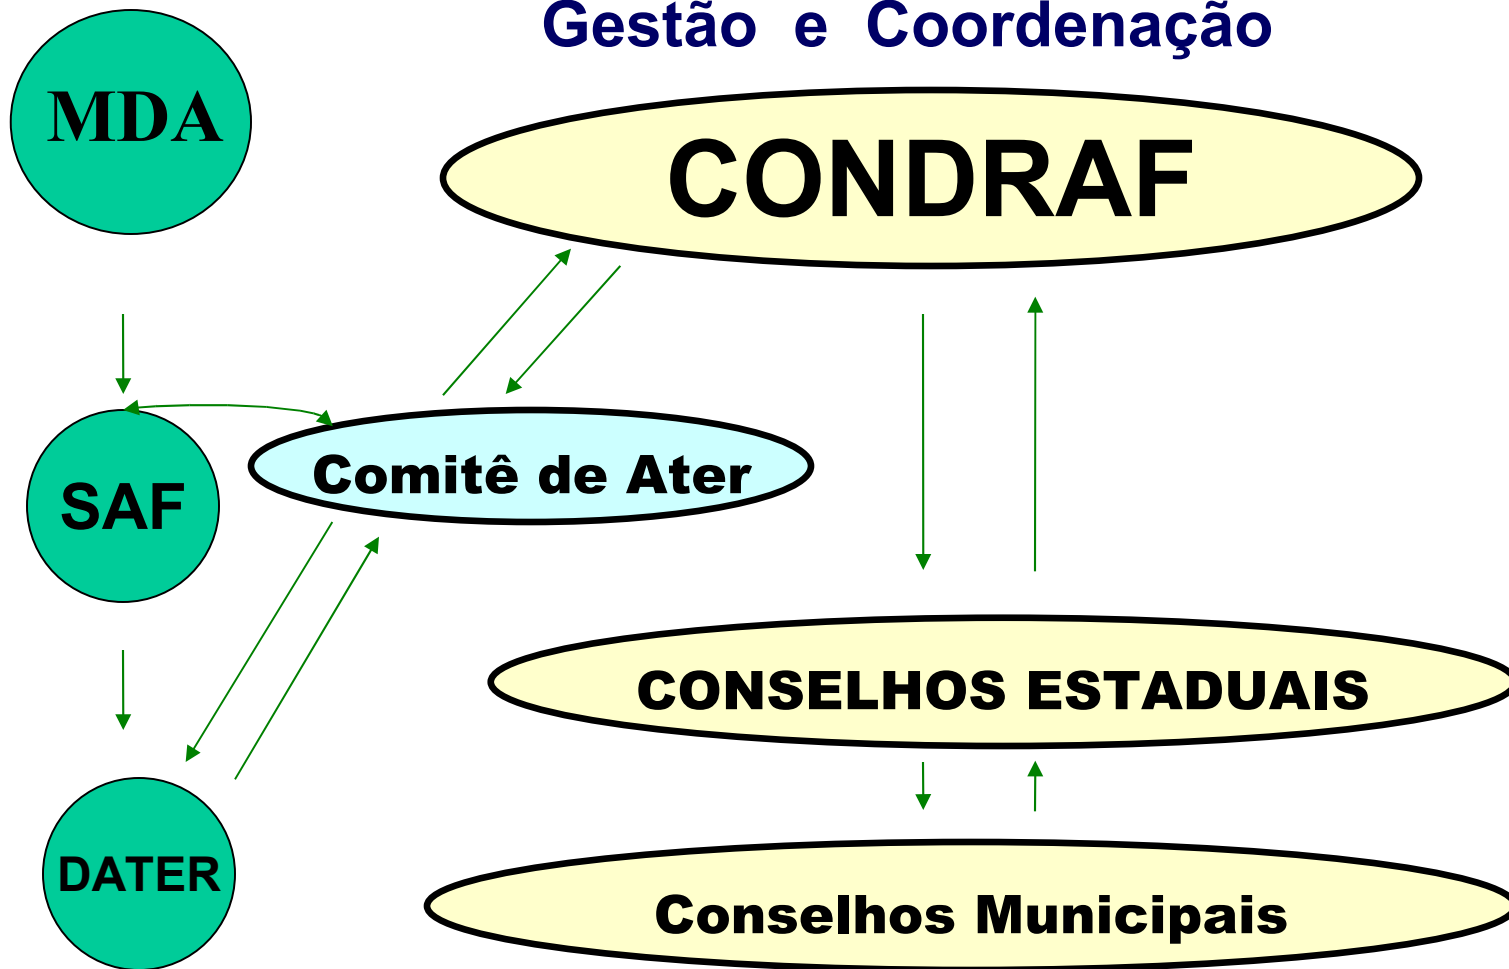 Gestão e Coordenação
MDA
CONDRAF
Comitê de Ater
SAF
CONSELHOS ESTADUAIS
DATER
Conselhos Municipais